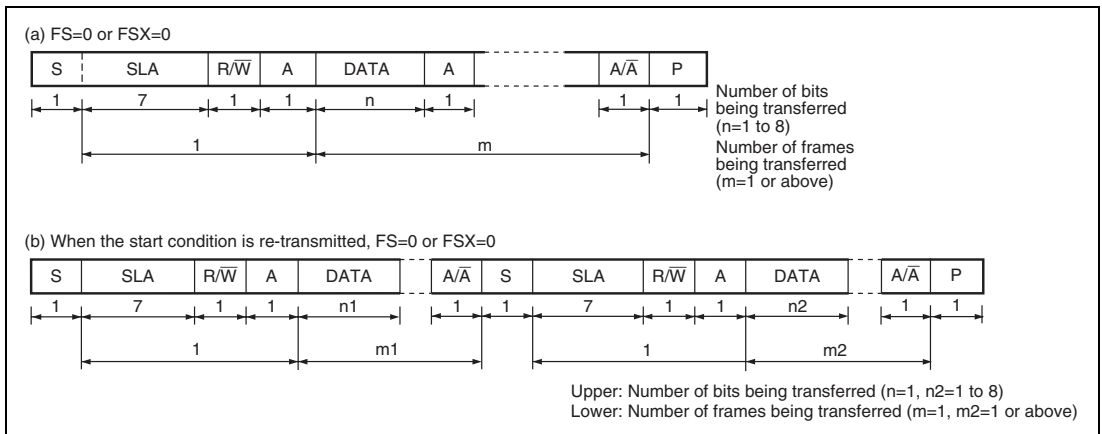 (a) FS=0 or FSX=0
S SLA R/W̅ A DATA A A/A̅ P
1 7 1 1 n 1 1 1
Number of bits
being transferred
(n=1 to 8)
1 m
Number of frames
being transferred
(m=1 or above)
(b) When the start condition is re-transmitted, FS=0 or FSX=0
S SLA R/W̅ A DATA A/A̅ S SLA R/W̅ A DATA A/A̅ P
1 7 1 1 n1 1 1 7 1 1 n2 1 1
1 m1 1 m2
Upper: Number of bits being transferred (n=1, n2=1 to 8)
Lower: Number of frames being transferred (m=1, m2=1 or above)